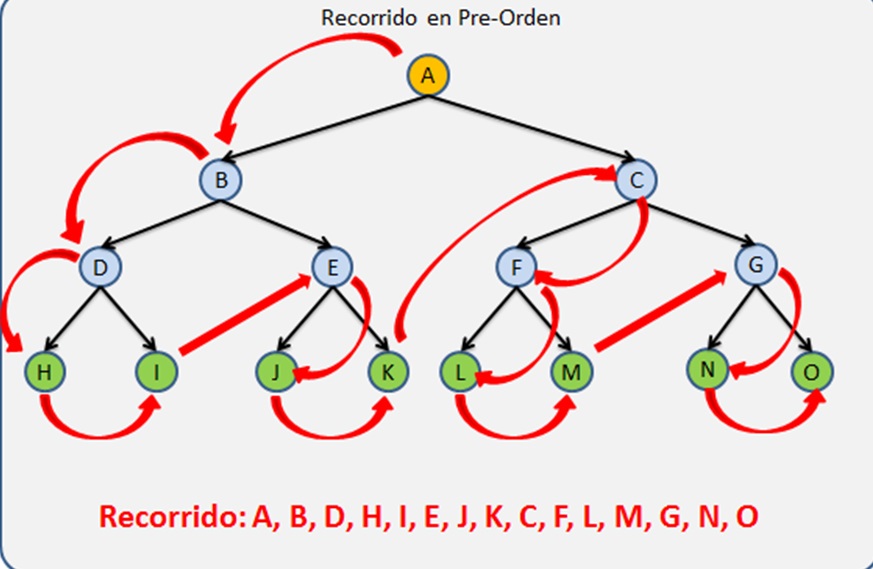 Recorrido en Pre-Orden
A
B C
D E F G
H I J K L M N O
Recorrido: A, B, D, H, I, E, J, K, C, F, L, M, G, N, O